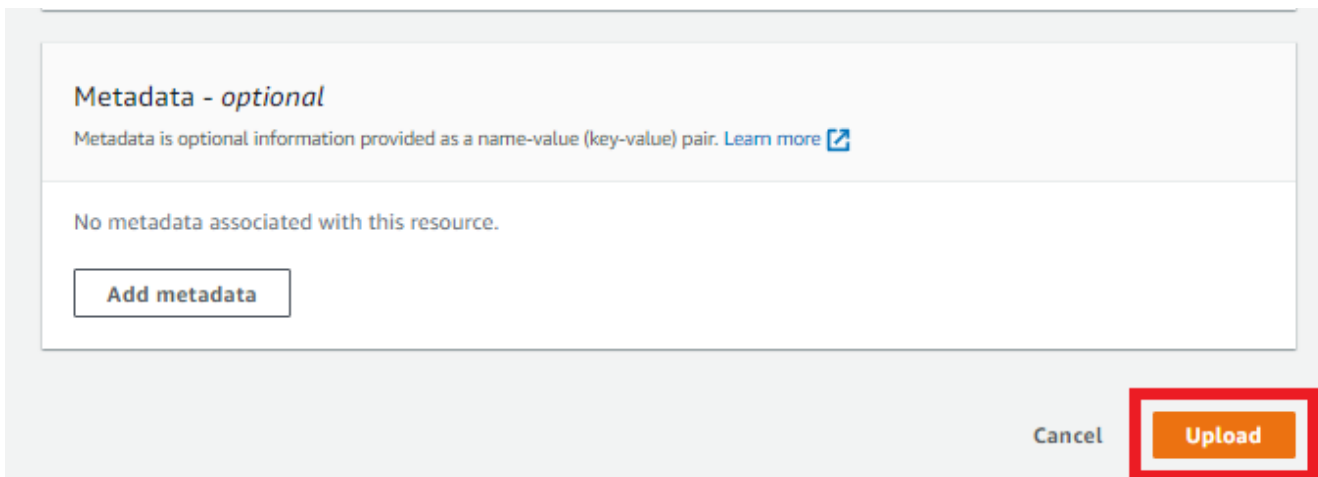 Metadata - optional
Metadata is optional information provided as a name-value (key-value) pair. Learn more
No metadata associated with this resource.
Add metadata
Cancel
Upload